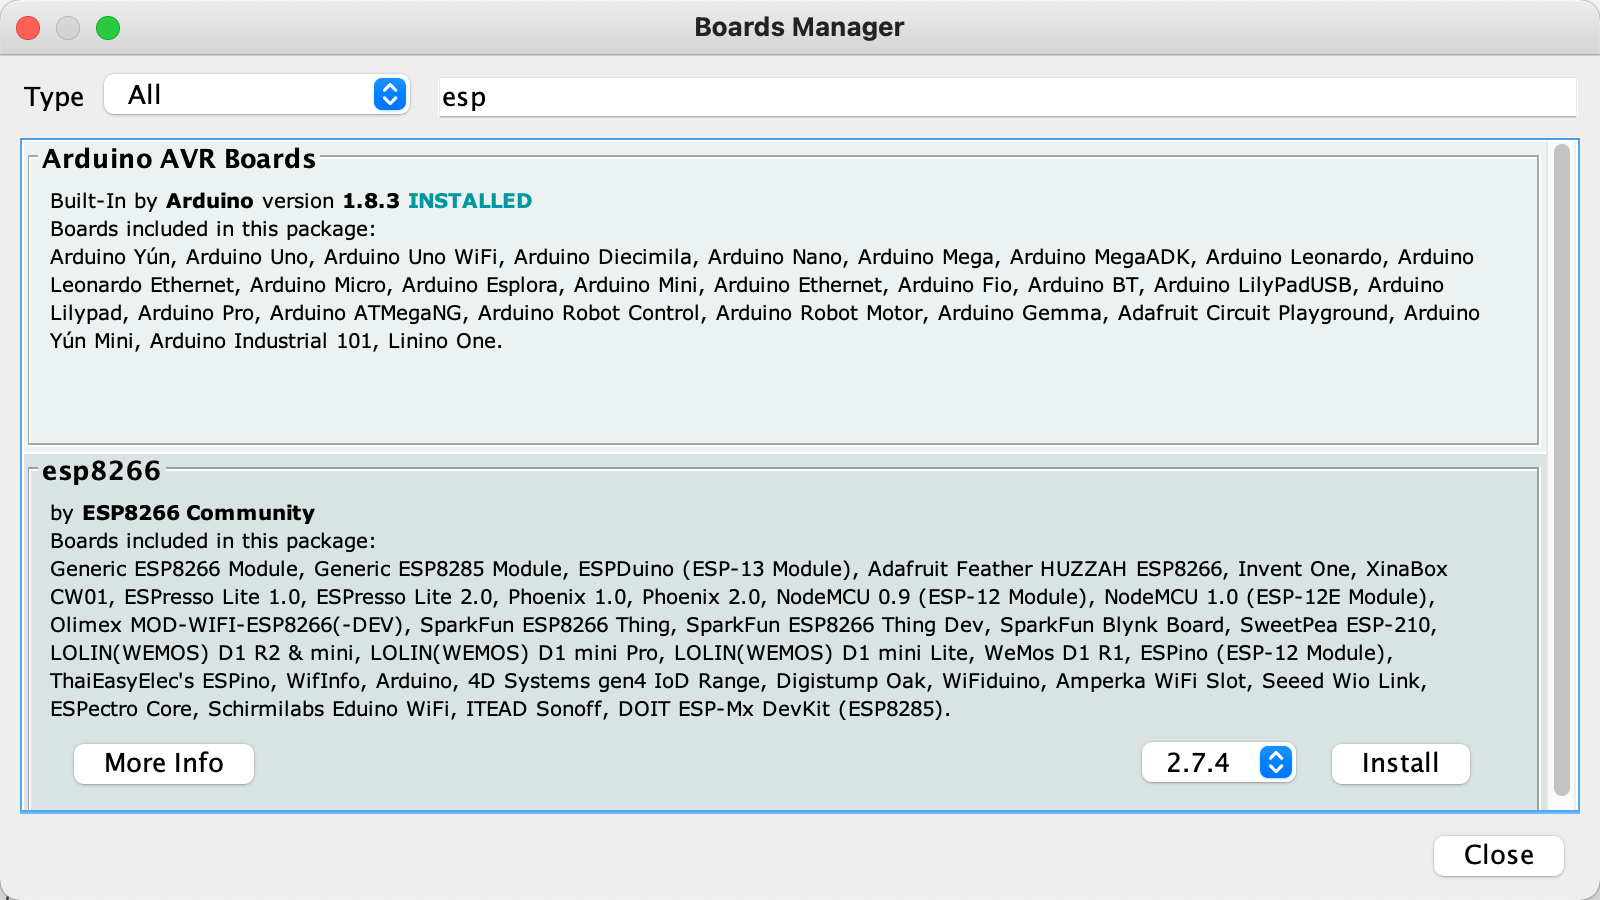 Boards Manager
Type All esp
Arduino AVR Boards
Built-In by Arduino version 1.8.3 INSTALLED
Boards included in this package:
Arduino Yún, Arduino Uno, Arduino Uno WiFi, Arduino Diecimila, Arduino Nano, Arduino Mega, Arduino MegaADK, Arduino Leonardo, Arduino
Leonardo Ethernet, Arduino Micro, Arduino Esplora, Arduino Mini, Arduino Ethernet, Arduino Fio, Arduino BT, Arduino LilyPadUSB, Arduino
Lilypad, Arduino Pro, Arduino ATMegaNG, Arduino Robot Control, Arduino Robot Motor, Arduino Gemma, Adafruit Circuit Playground, Arduino
Yún Mini, Arduino Industrial 101, Linino One.
esp8266
by ESP8266 Community
Boards included in this package:
Generic ESP8266 Module, Generic ESP8285 Module, ESPDuino (ESP-13 Module), Adafruit Feather HUZZAH ESP8266, Invent One, XinaBox
CW01, ESPresso Lite 1.0, ESPresso Lite 2.0, Phoenix 1.0, Phoenix 2.0, NodeMCU 0.9 (ESP-12 Module), NodeMCU 1.0 (ESP-12E Module),
Olimex MOD-WIFI-ESP8266(-DEV), SparkFun ESP8266 Thing, SparkFun ESP8266 Thing Dev, SparkFun Blynk Board, SweetPea ESP-210,
LOLIN(WEMOS) D1 R2 & mini, LOLIN(WEMOS) D1 mini Pro, LOLIN(WEMOS) D1 mini Lite, WeMos D1 R1, ESPino (ESP-12 Module),
ThaiEasyElec's ESPino, WifInfo, Arduino, 4D Systems gen4 IoD Range, Digistump Oak, WiFiduino, Amperka WiFi Slot, Seeed Wio Link,
ESPectro Core, Schirmilabs Eduino WiFi, ITEAD Sonoff, DOIT ESP-Mx DevKit (ESP8285).
More Info 2.7.4 Install
Close